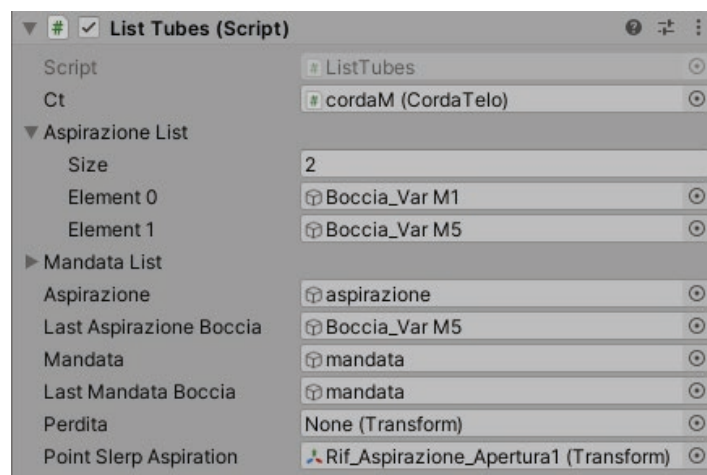 List Tubes (Script)
Script # ListTubes
Ct # cordaM (CordaTelo)
Aspirazione List
Size 2
Element 0 Boccia_Var M1
Element 1 Boccia_Var M5
Mandata List
Aspirazione aspirazione
Last Aspirazione Boccia Boccia_Var M5
Mandata mandata
Last Mandata Boccia mandata
Perdita None (Transform)
Point Slerp Aspiration Rif_Aspirazione_Apertura1 (Transform)